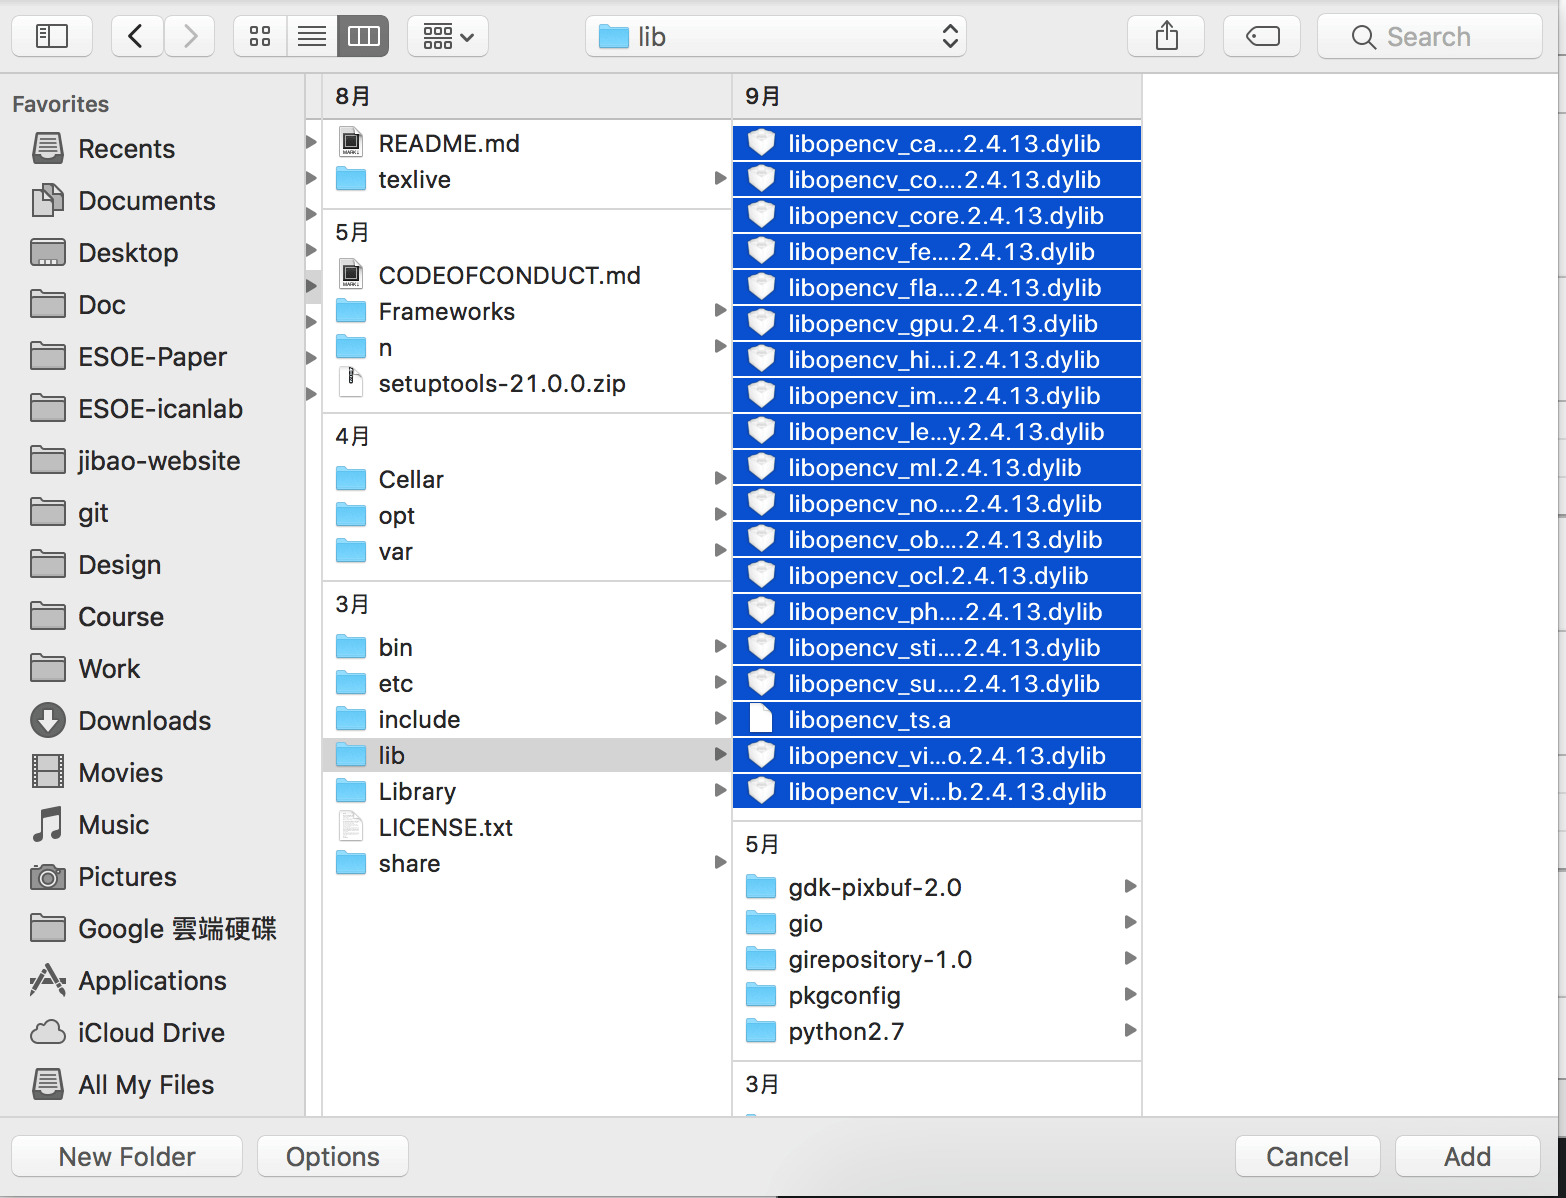 lib
Search
Favorites
Recents
Documents
Desktop
Doc
ESOE-Paper
ESOE-icanlab
jibao-website
git
Design
Course
Work
Downloads
Movies
Music
Pictures
Google 雲端硬碟
Applications
iCloud Drive
All My Files
8月
README.md
texlive
5月
CODEOFCONDUCT.md
Frameworks
n
setuptools-21.0.0.zip
4月
Cellar
opt
var
3月
bin
etc
include
lib
Library
LICENSE.txt
share
9月
libopencv_ca....2.4.13.dylib
libopencv_co....2.4.13.dylib
libopencv_core.2.4.13.dylib
libopencv_fe....2.4.13.dylib
libopencv_fla....2.4.13.dylib
libopencv_gpu.2.4.13.dylib
libopencv_hi...i.2.4.13.dylib
libopencv_im....2.4.13.dylib
libopencv_le...y.2.4.13.dylib
libopencv_ml.2.4.13.dylib
libopencv_no....2.4.13.dylib
libopencv_ob....2.4.13.dylib
libopencv_ocl.2.4.13.dylib
libopencv_ph....2.4.13.dylib
libopencv_sti....2.4.13.dylib
libopencv_su....2.4.13.dylib
libopencv_ts.a
libopencv_vi...o.2.4.13.dylib
libopencv_vi...b.2.4.13.dylib
5月
gdk-pixbuf-2.0
gio
girepository-1.0
pkgconfig
python2.7
3月
New Folder
Options
Cancel
Add